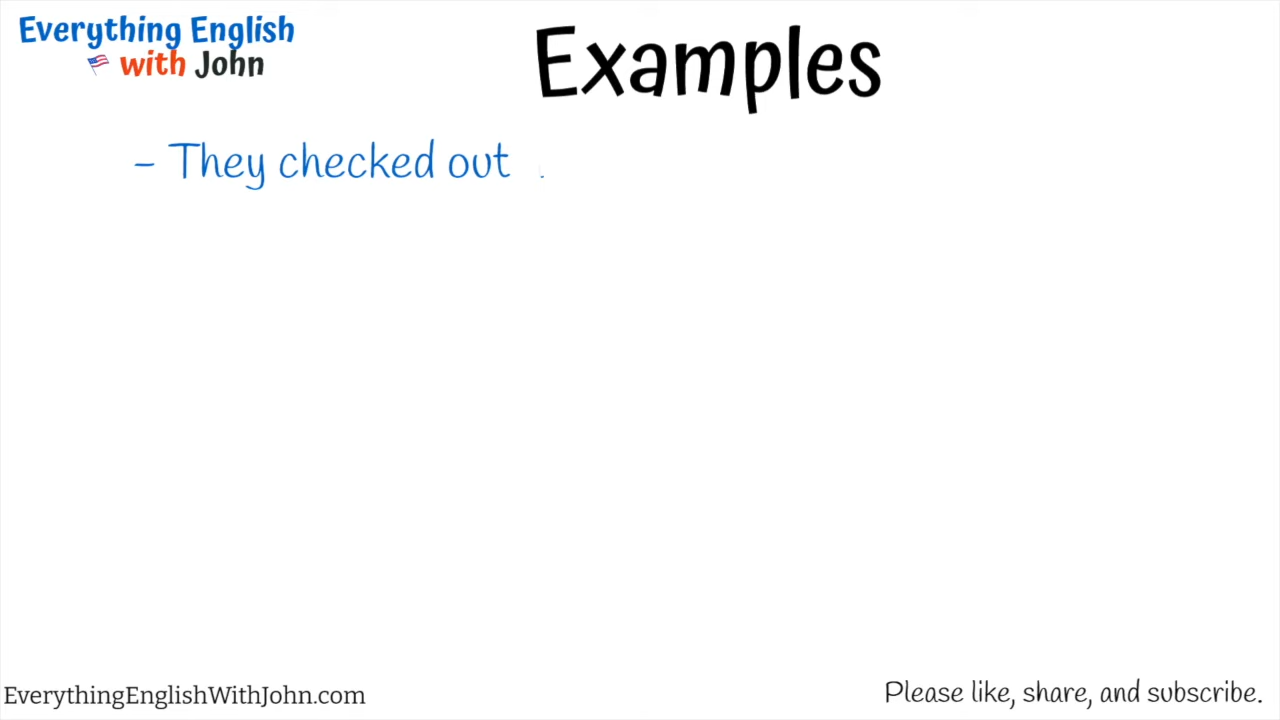 Everything English
with John
Examples
- They checked out
EverythingEnglishWithJohn.com
Please like, share, and subscribe.